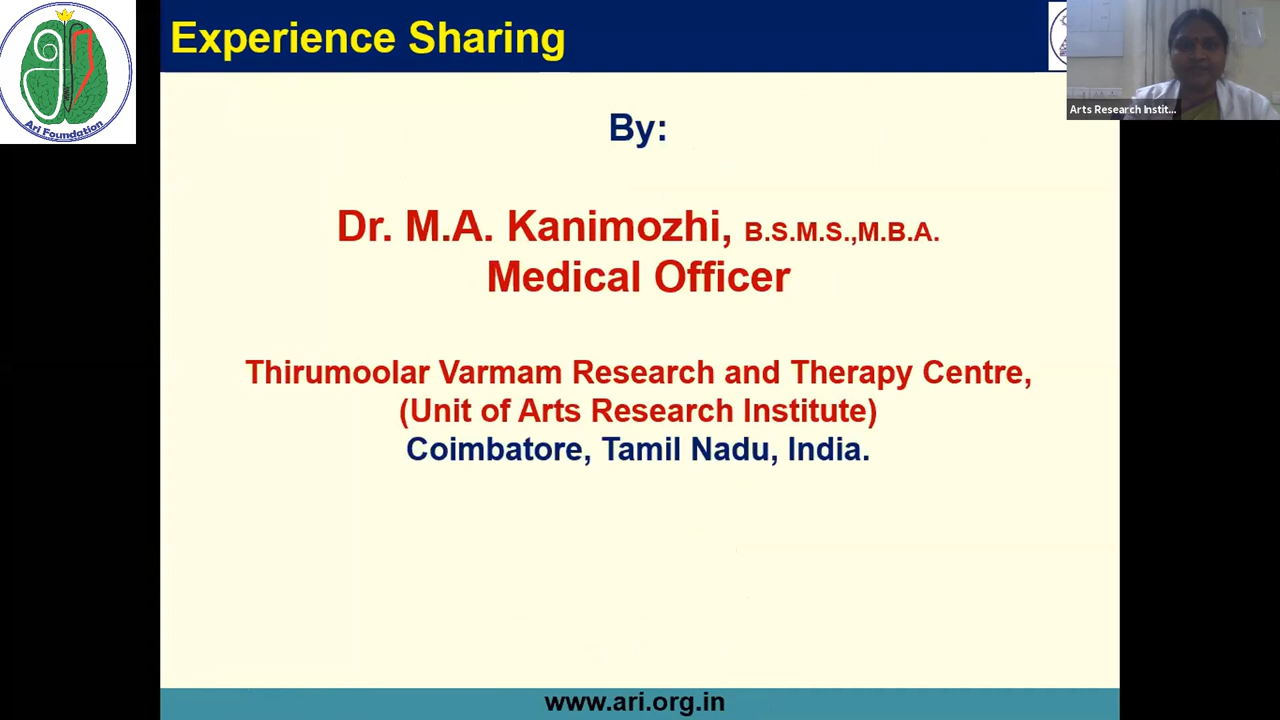 Experience Sharing
Ari Foundation
Arts Research Instit...
By:
Dr. M.A. Kanimozhi, B.S.M.S.,M.B.A.
Medical Officer
Thirumoolar Varmam Research and Therapy Centre,
(Unit of Arts Research Institute)
Coimbatore, Tamil Nadu, India.
www.ari.org.in